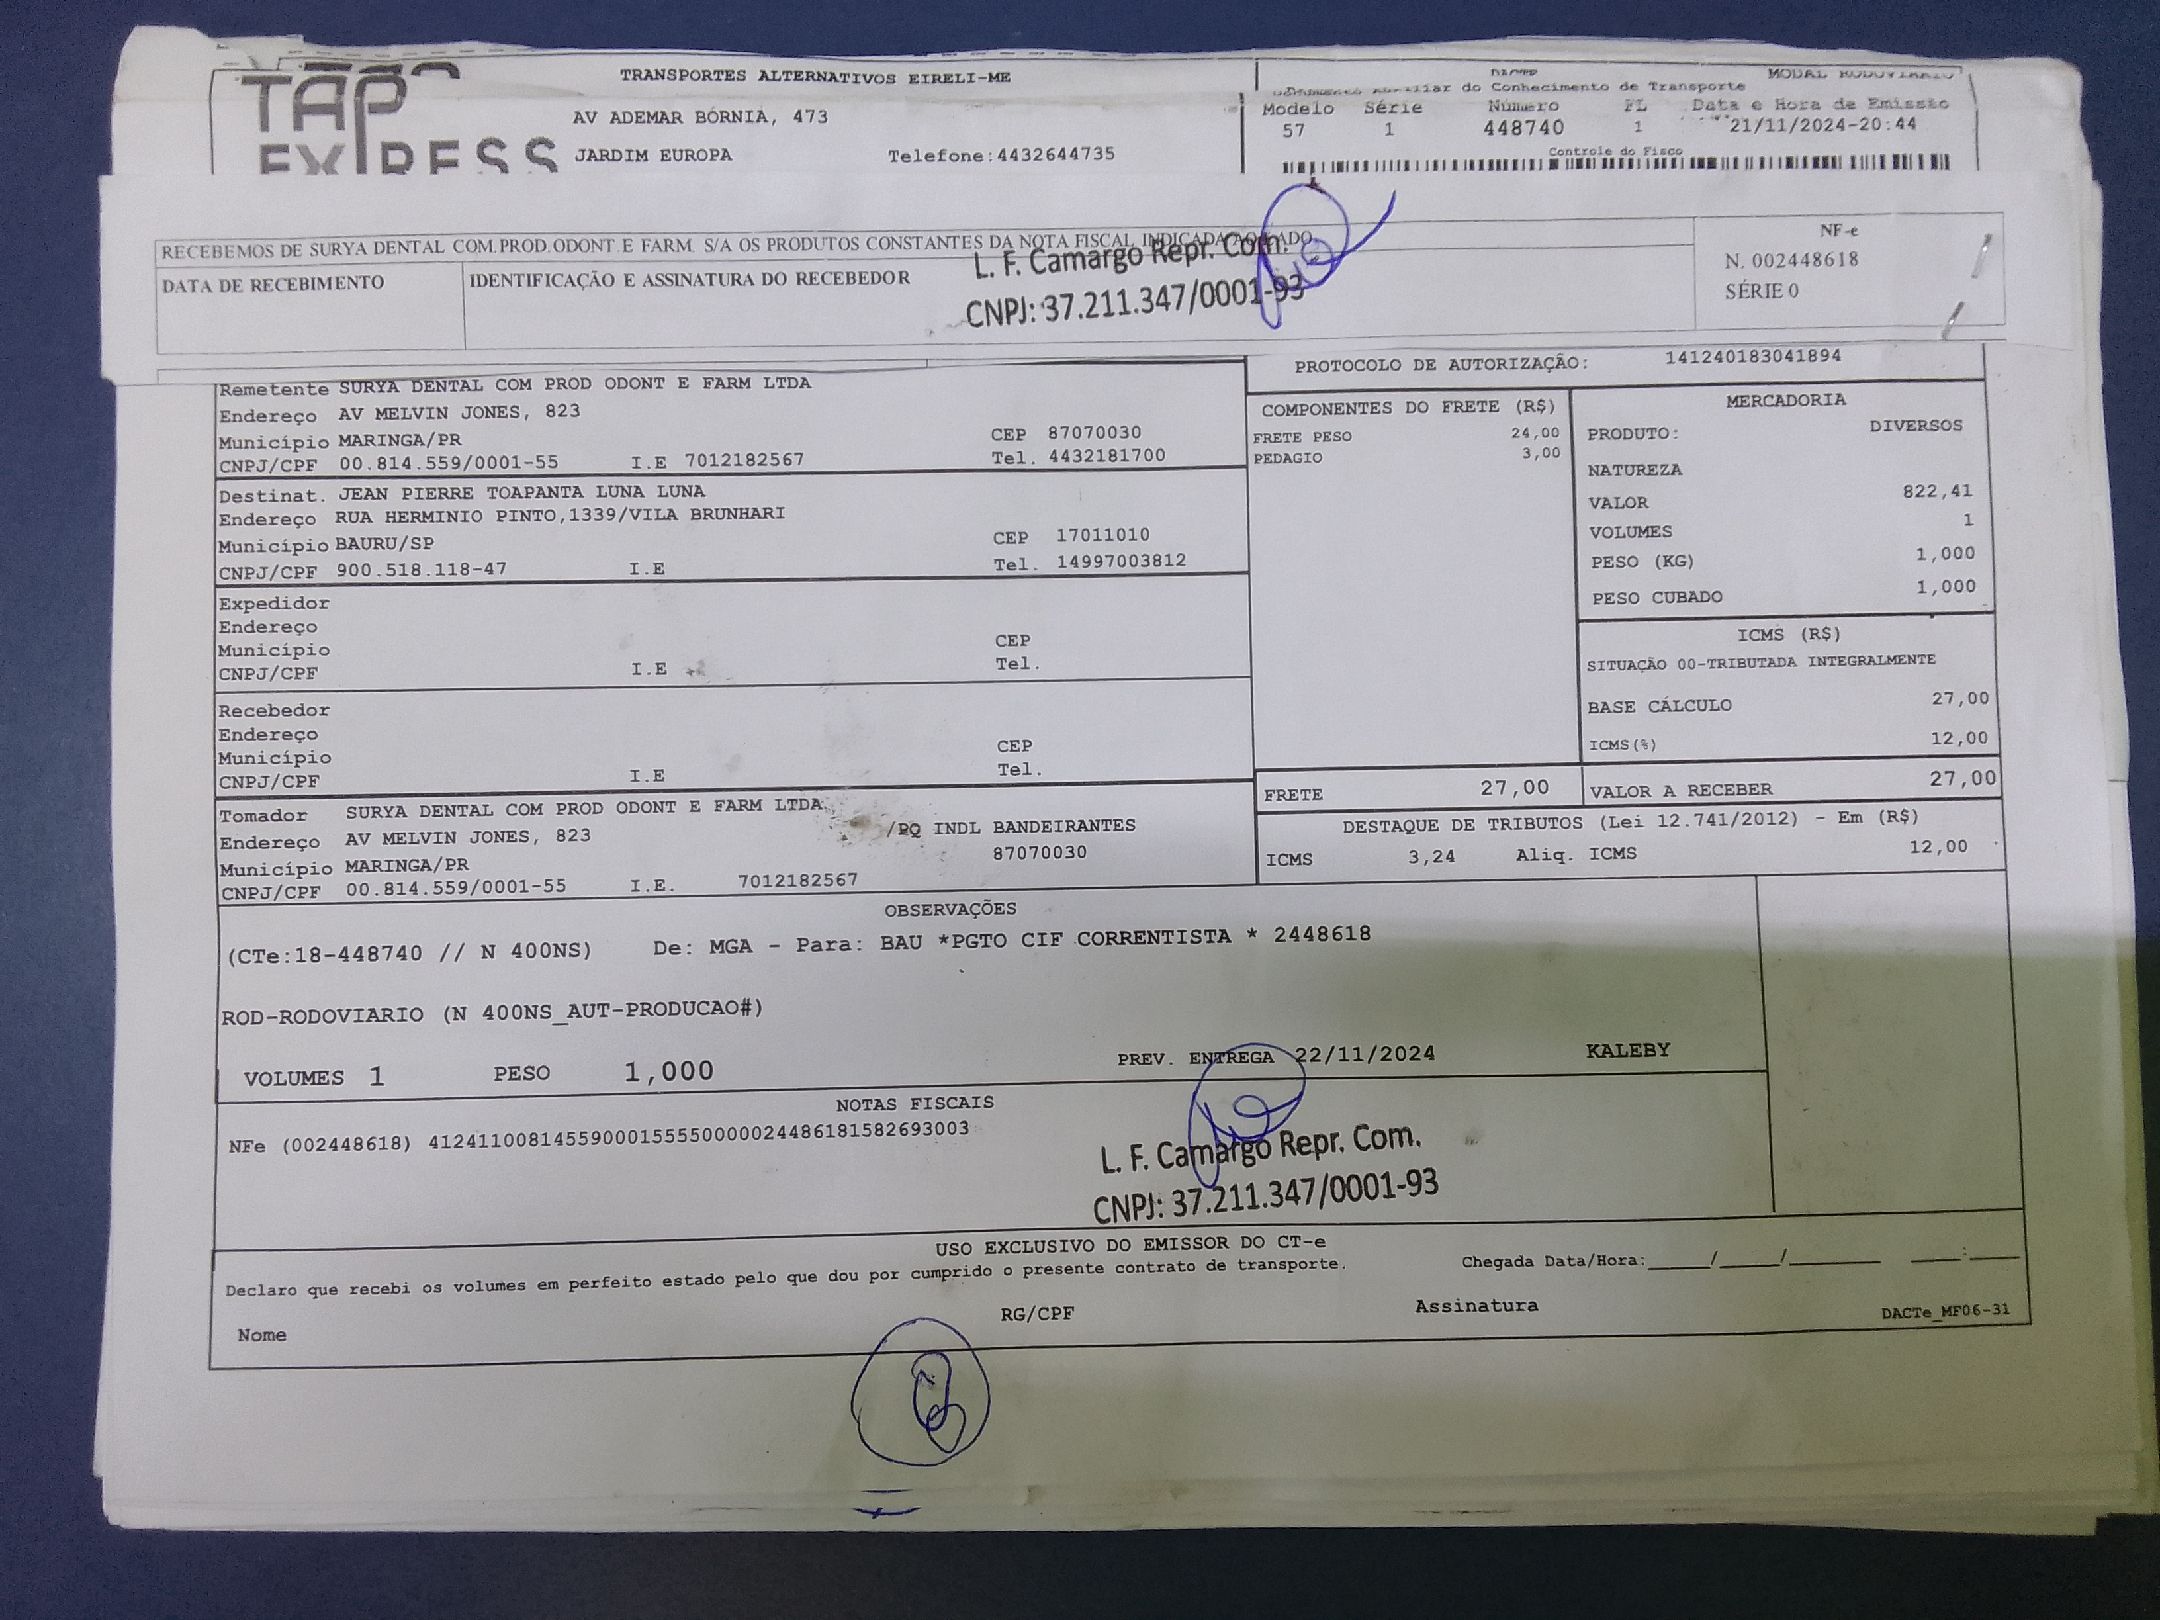 TAP EXPRESS
TRANSPORTES ALTERNATIVOS EIRELI-ME
AV ADEMAR BÓRNIA, 473
JARDIM EUROPA Telefone:4432644735
MODAL RODOVIARIO
do Conhecimento de Transporte
Modelo Série Número FL Data e Hora de Emissão
57 1 448740 1 21/11/2024-20:44
Controle do Fisco
RECEBEMOS DE SURYA DENTAL COM.PROD.ODONT E FARM. S/A OS PRODUTOS CONSTANTES DA NOTA FISCAL INDICADA AO LADO
DATA DE RECEBIMENTO IDENTIFICAÇÃO E ASSINATURA DO RECEBEDOR
L. F. Camargo Repr. Com.
CNPJ: 37.211.347/0001-93
NF-e
N. 002448618
SÉRIE 0
PROTOCOLO DE AUTORIZAÇÃO: 141240183041894
Remetente SURYA DENTAL COM PROD ODONT E FARM LTDA
Endereço AV MELVIN JONES, 823
Município MARINGA/PR CEP 87070030
CNPJ/CPF 00.814.559/0001-55 I.E 7012182567 Tel. 4432181700
Destinat. JEAN PIERRE TOAPANTA LUNA LUNA
Endereço RUA HERMINIO PINTO,1339/VILA BRUNHARI
Município BAURU/SP CEP 17011010
CNPJ/CPF 900.518.118-47 I.E Tel. 14997003812
Expedidor
Endereço
Município CEP
CNPJ/CPF I.E Tel.
Recebedor
Endereço
Município CEP
CNPJ/CPF I.E Tel.
Tomador SURYA DENTAL COM PROD ODONT E FARM LTDA
Endereço AV MELVIN JONES, 823 /PQ INDL BANDEIRANTES
Município MARINGA/PR 87070030
CNPJ/CPF 00.814.559/0001-55 I.E. 7012182567
COMPONENTES DO FRETE (R$)
FRETE PESO 24,00
PEDAGIO 3,00
MERCADORIA
PRODUTO: DIVERSOS
NATUREZA
VALOR 822,41
VOLUMES 1
PESO (KG) 1,000
PESO CUBADO 1,000
ICMS (R$)
SITUAÇÃO 00-TRIBUTADA INTEGRALMENTE
BASE CÁLCULO 27,00
ICMS(%) 12,00
FRETE 27,00 VALOR A RECEBER 27,00
DESTAQUE DE TRIBUTOS (Lei 12.741/2012) - Em (R$)
ICMS 3,24 Aliq. ICMS 12,00
OBSERVAÇÕES
(CTe:18-448740 // N 400NS) De: MGA - Para: BAU *PGTO CIF CORRENTISTA * 2448618
ROD-RODOVIARIO (N 400NS_AUT-PRODUCAO#)
VOLUMES 1 PESO 1,000 PREV. ENTREGA 22/11/2024 KALEBY
NOTAS FISCAIS
NFe (002448618) 41241100814559000155550000024486181582693003
L. F. Camargo Repr. Com.
CNPJ: 37.211.347/0001-93
USO EXCLUSIVO DO EMISSOR DO CT-e
Declaro que recebi os volumes em perfeito estado pelo que dou por cumprido o presente contrato de transporte. Chegada Data/Hora:_____/_____/________ ____:____
Nome RG/CPF Assinatura DACTe_MF06-31